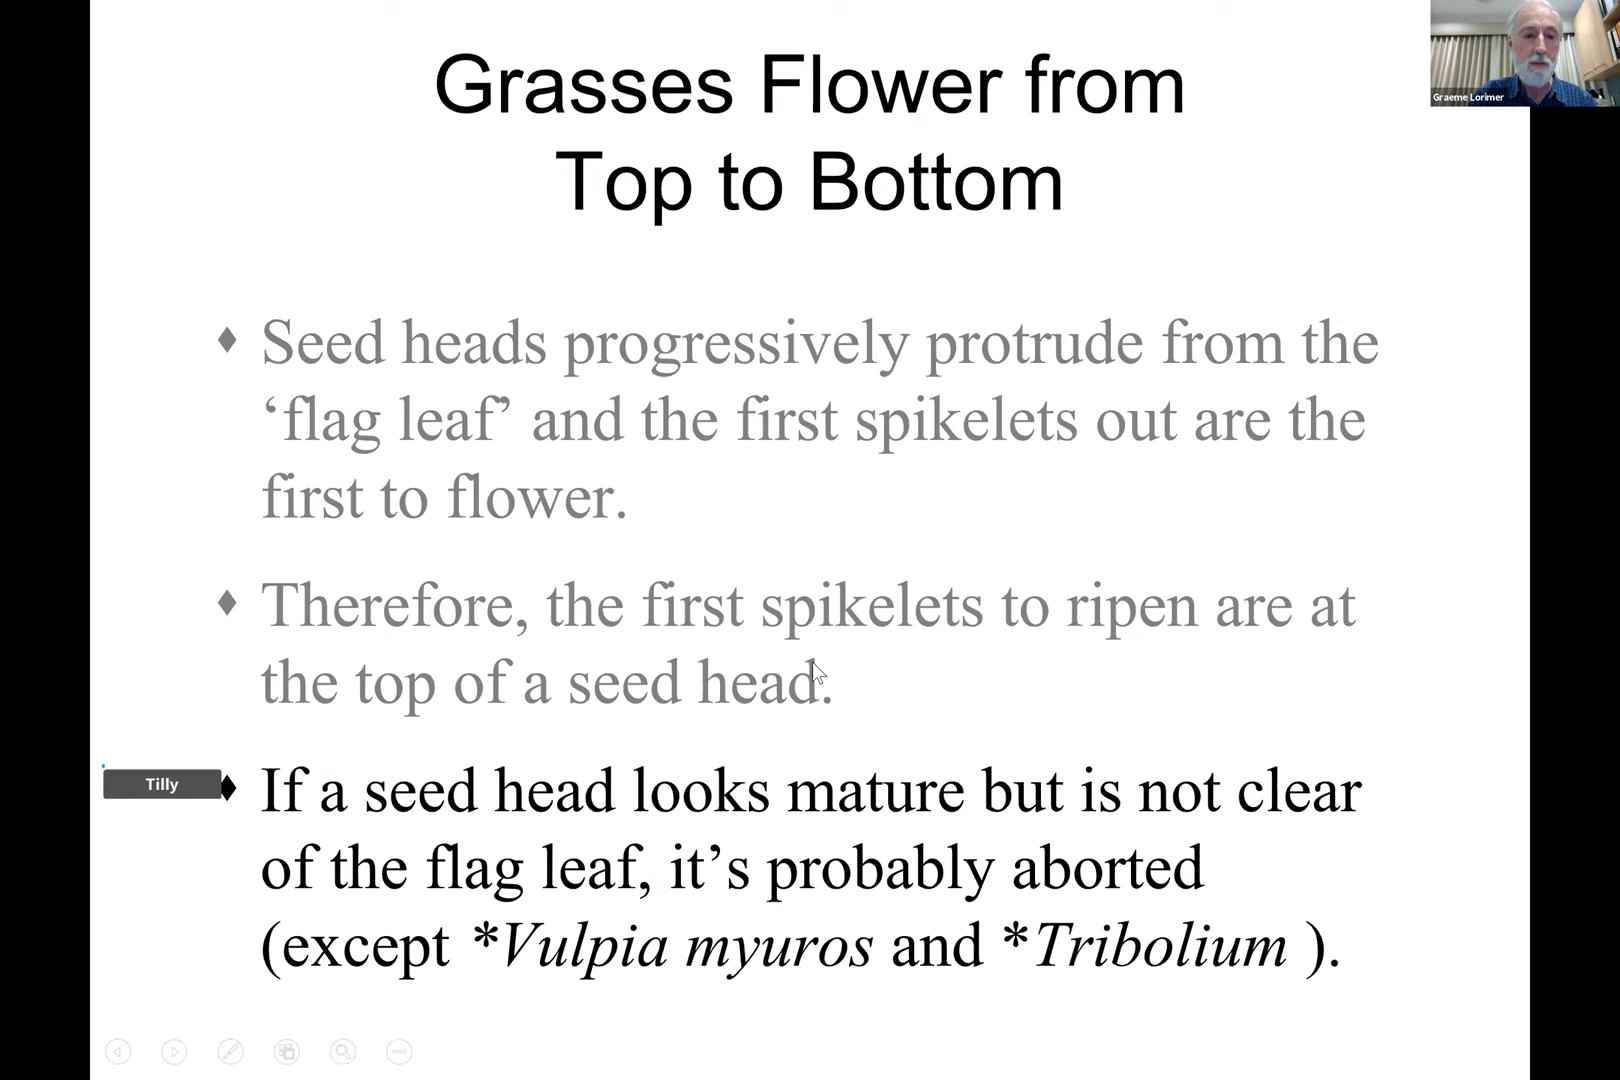 Grasses Flower from
Top to Bottom
Graeme Lorimer
♦ Seed heads progressively protrude from the
‘flag leaf’ and the first spikelets out are the
first to flower.
♦ Therefore, the first spikelets to ripen are at
the top of a seed head.
Tilly
♦ If a seed head looks mature but is not clear
of the flag leaf, it’s probably aborted
(except *Vulpia myuros and *Tribolium ).